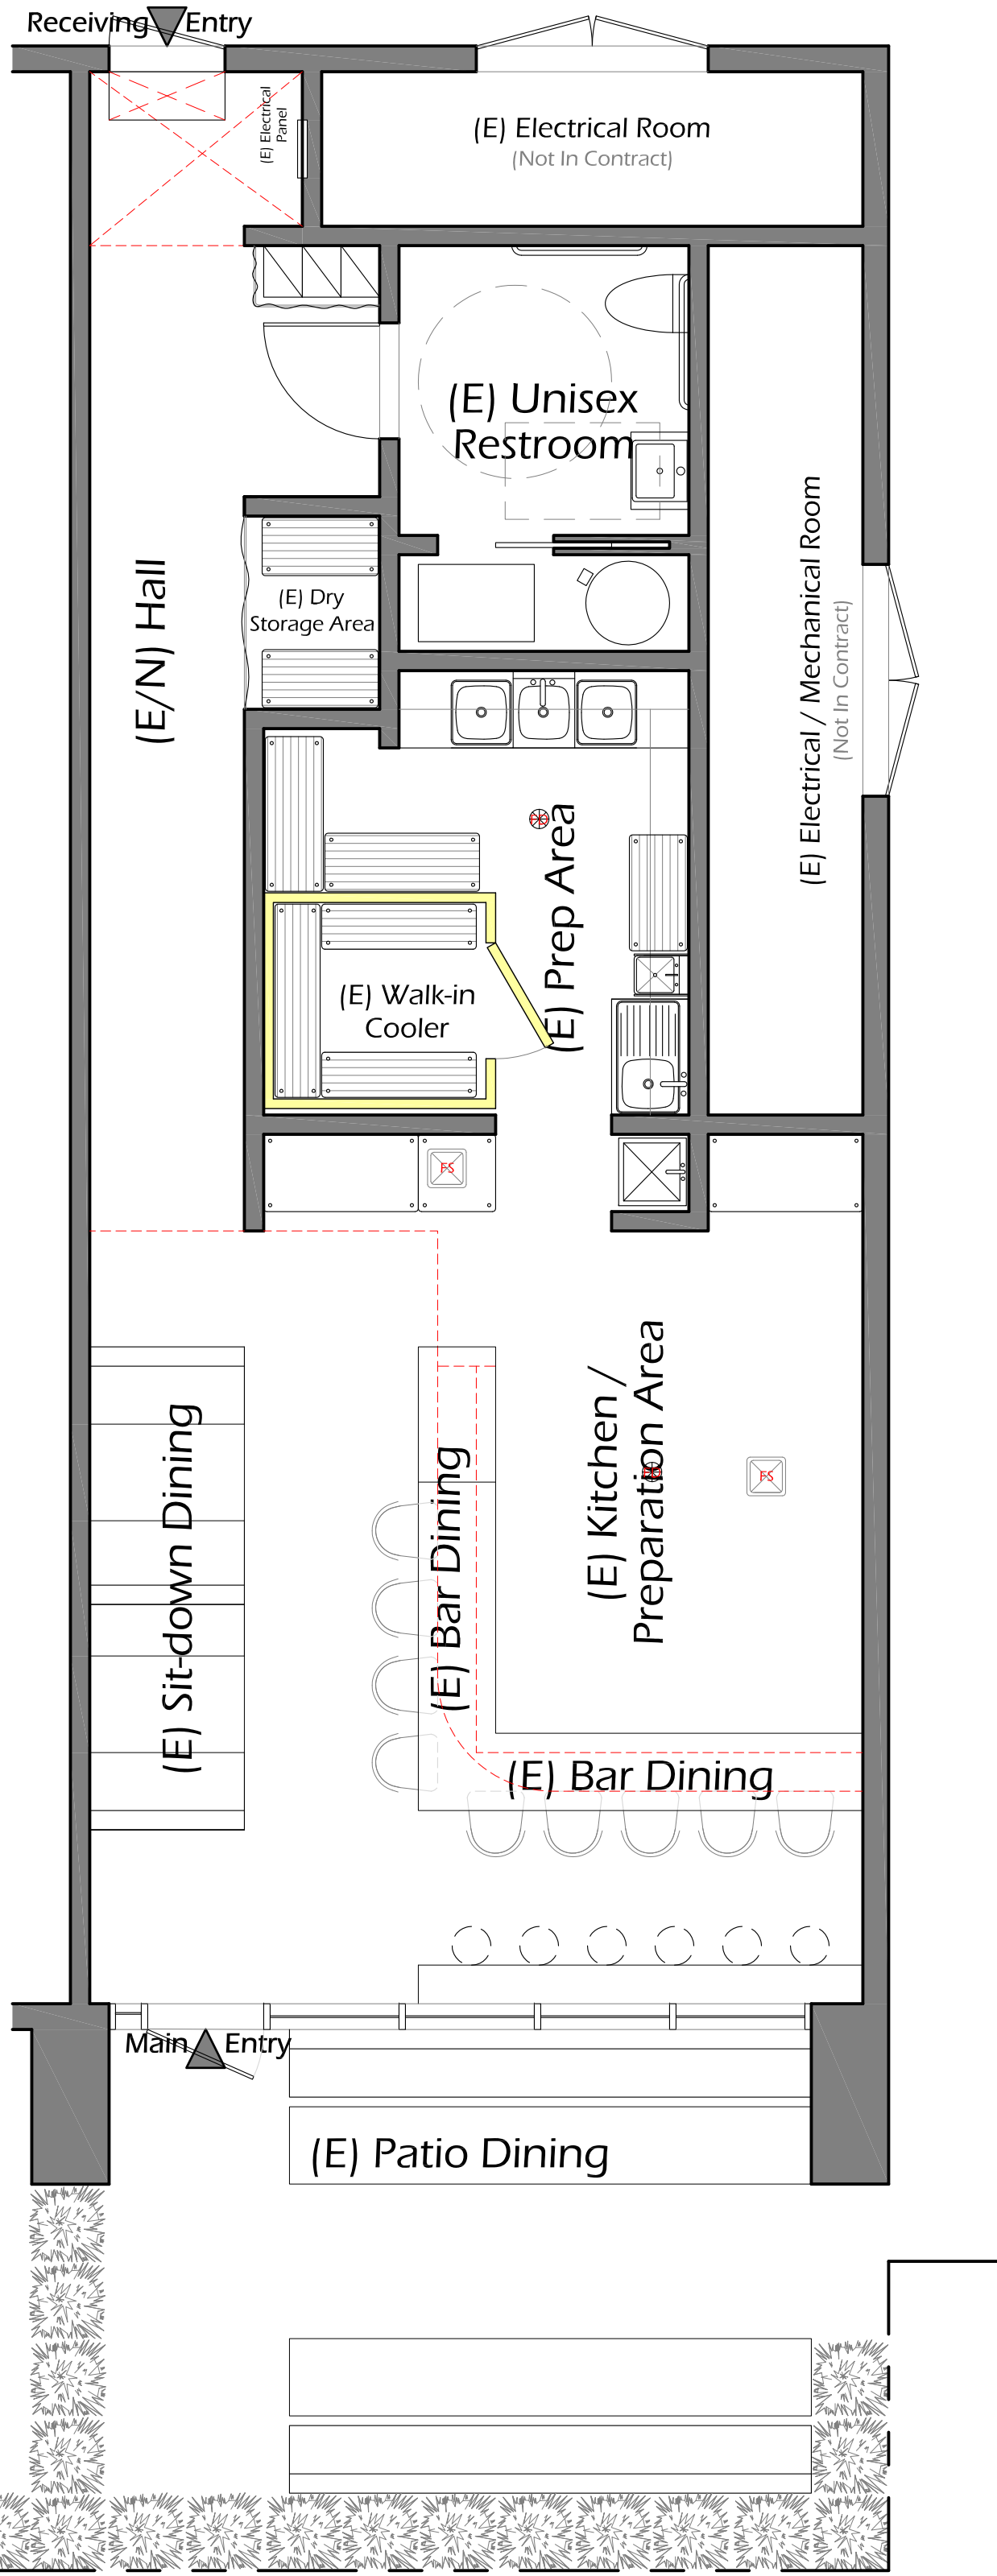 Receiving Entry
(E) Electrical
Panel
(E) Electrical Room
(Not In Contract)
(E) Unisex
Restroom
(E/N) Hall
(E) Dry
Storage Area
(E) Electrical / Mechanical Room
(Not In Contract)
(E) Prep Area
(E) Walk-in
Cooler
FS
(E) Sit-down Dining
(E) Bar Dining
(E) Kitchen /
Preparation Area
FS
(E) Bar Dining
Main Entry
(E) Patio Dining